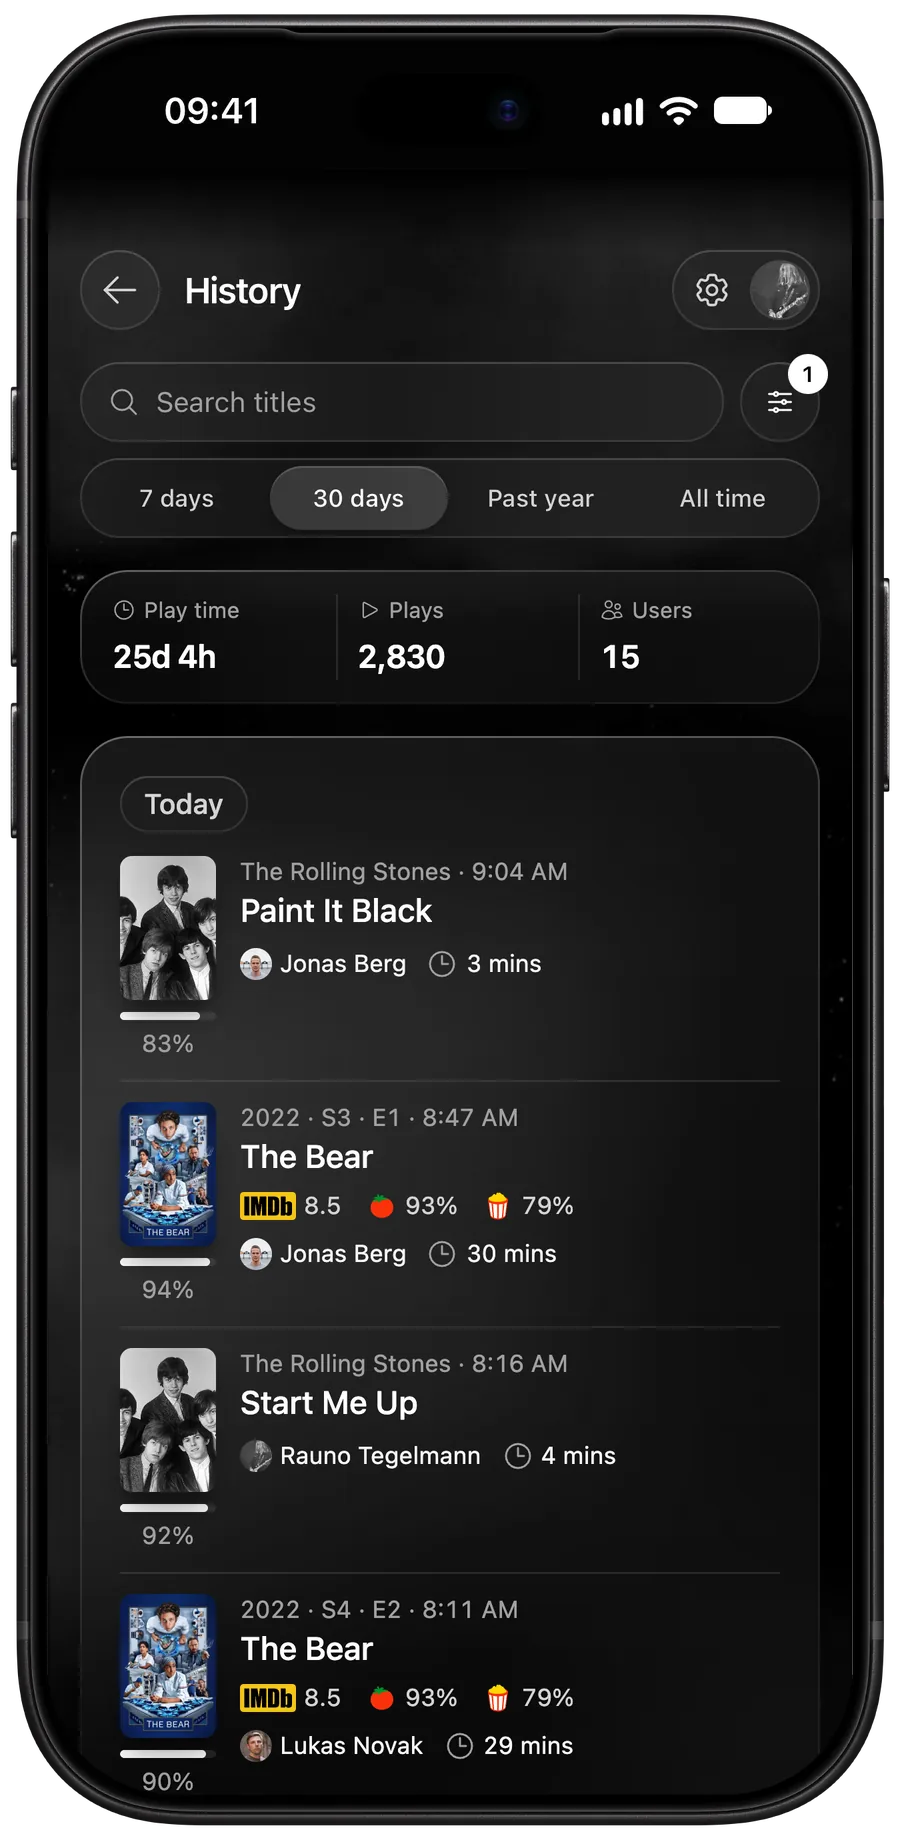 09:41
History
Search titles
1
7 days 30 days Past year All time
Play time Plays Users
25d 4h 2,830 15
Today
The Rolling Stones · 9:04 AM
Paint It Black
Jonas Berg 3 mins
83%
2022 · S3 · E1 · 8:47 AM
The Bear
IMDb 8.5 93% 79%
Jonas Berg 30 mins
THE BEAR
94%
The Rolling Stones · 8:16 AM
Start Me Up
Rauno Tegelmann 4 mins
92%
2022 · S4 · E2 · 8:11 AM
The Bear
IMDb 8.5 93% 79%
THE BEAR
Lukas Novak 29 mins
90%